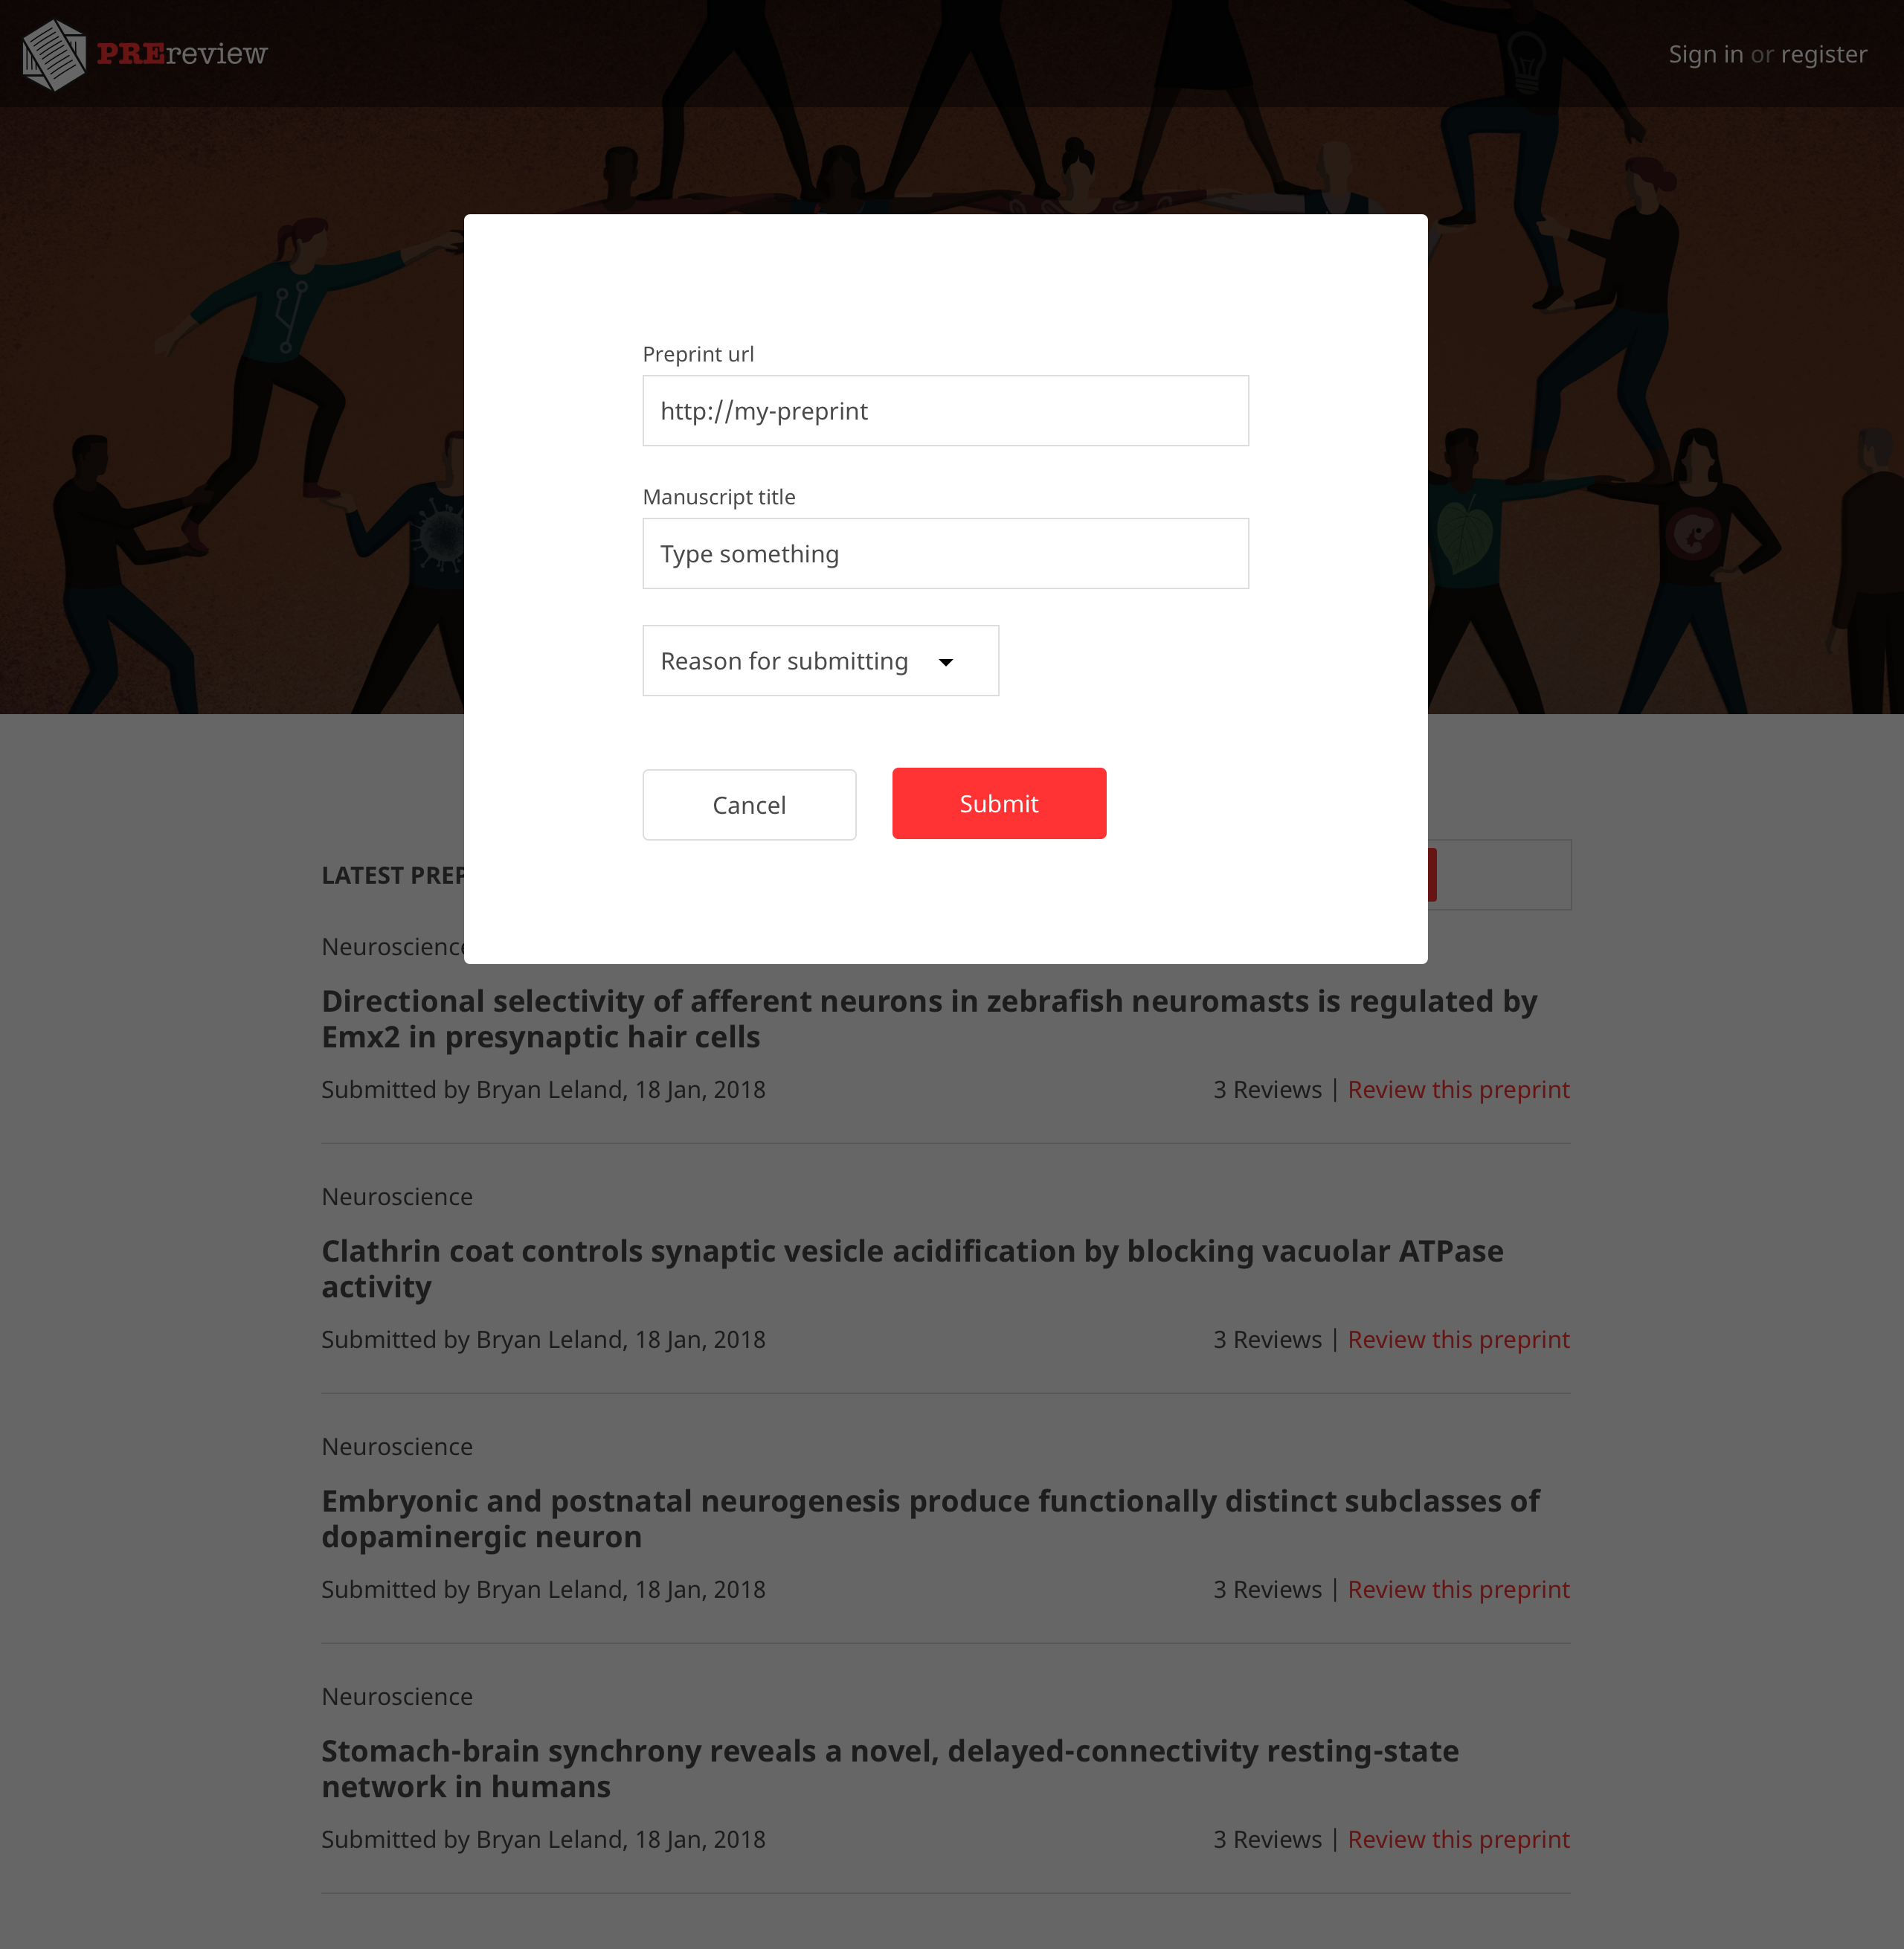 PREreview
Sign in or register
Preprint url
http://my-preprint
Manuscript title
Type something
Reason for submitting
Cancel
Submit
LATEST
Neuroscience
Directional selectivity of afferent neurons in zebrafish neuromasts is regulated by
Emx2 in presynaptic hair cells
Submitted by Bryan Leland, 18 Jan, 2018
3 Reviews | Review this preprint
Neuroscience
Clathrin coat controls synaptic vesicle acidification by blocking vacuolar ATPase
activity
Submitted by Bryan Leland, 18 Jan, 2018
3 Reviews | Review this preprint
Neuroscience
Embryonic and postnatal neurogenesis produce functionally distinct subclasses of
dopaminergic neuron
Submitted by Bryan Leland, 18 Jan, 2018
3 Reviews | Review this preprint
Neuroscience
Stomach-brain synchrony reveals a novel, delayed-connectivity resting-state
network in humans
Submitted by Bryan Leland, 18 Jan, 2018
3 Reviews | Review this preprint